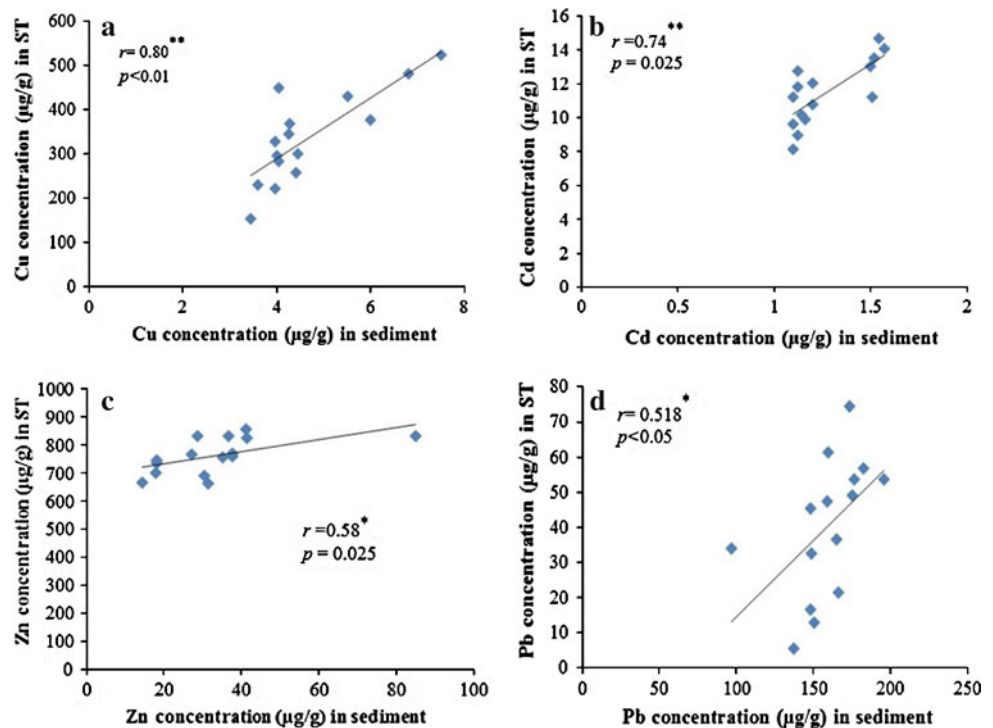 a
r= 0.80**
p<0.01
Cu concentration (µg/g) in ST
600
500
400
300
200
100
0
0 2 4 6 8
Cu concentration (µg/g) in sediment
b
r =0.74**
p = 0.025
Cd concentration (µg/g) in ST
16
14
12
10
8
6
4
2
0
0 0.5 1 1.5 2
Cd concentration (µg/g) in sediment
c
r =0.58*
p = 0.025
Zn concentration (µg/g) in ST
1000
900
800
700
600
500
400
300
200
100
0
0 20 40 60 80 100
Zn concentration (µg/g) in sediment
d
r= 0.518*
p<0.05
Pb concentration (µg/g) in ST
80
70
60
50
40
30
20
10
0
0 50 100 150 200 250
Pb concentration (µg/g) in sediment